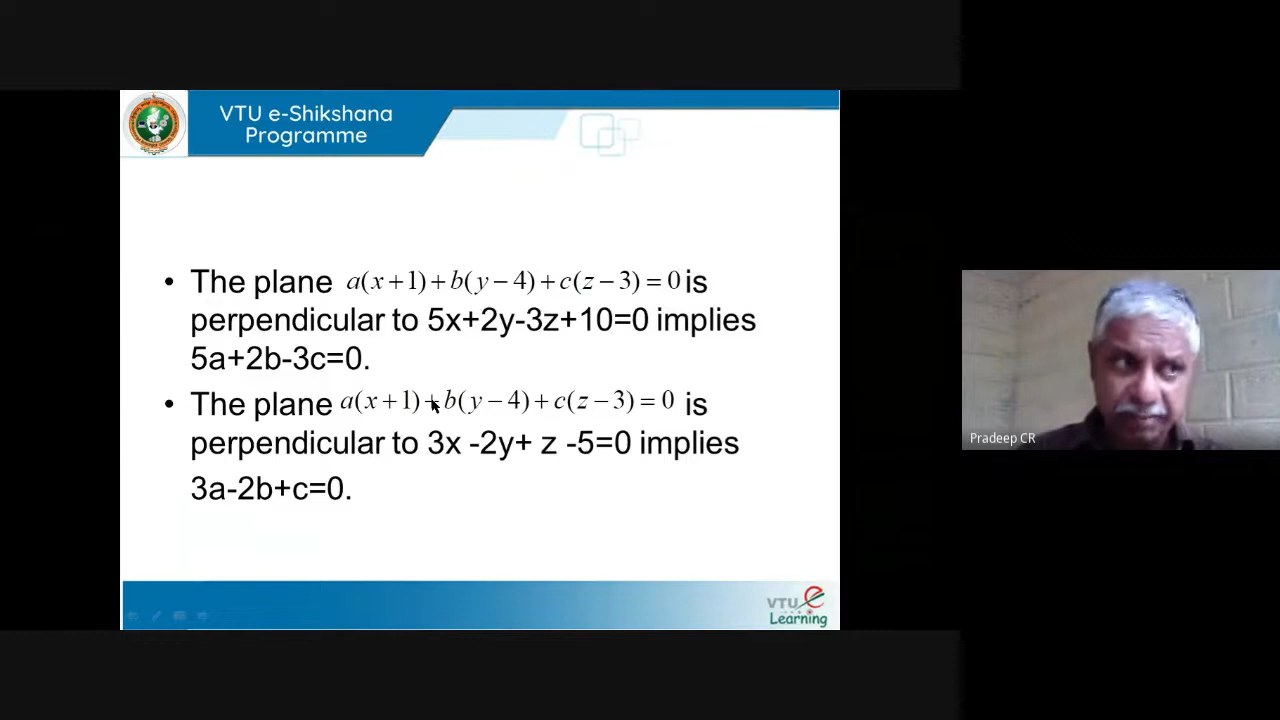 VTU e-Shikshana
Programme
• The plane a(x+1)+b(y−4)+c(z−3)=0 is
perpendicular to 5x+2y-3z+10=0 implies
5a+2b-3c=0.
• The plane a(x+1)+b(y−4)+c(z−3)=0 is
perpendicular to 3x -2y+ z -5=0 implies
3a-2b+c=0.
Pradeep CR
VTU e
Learning